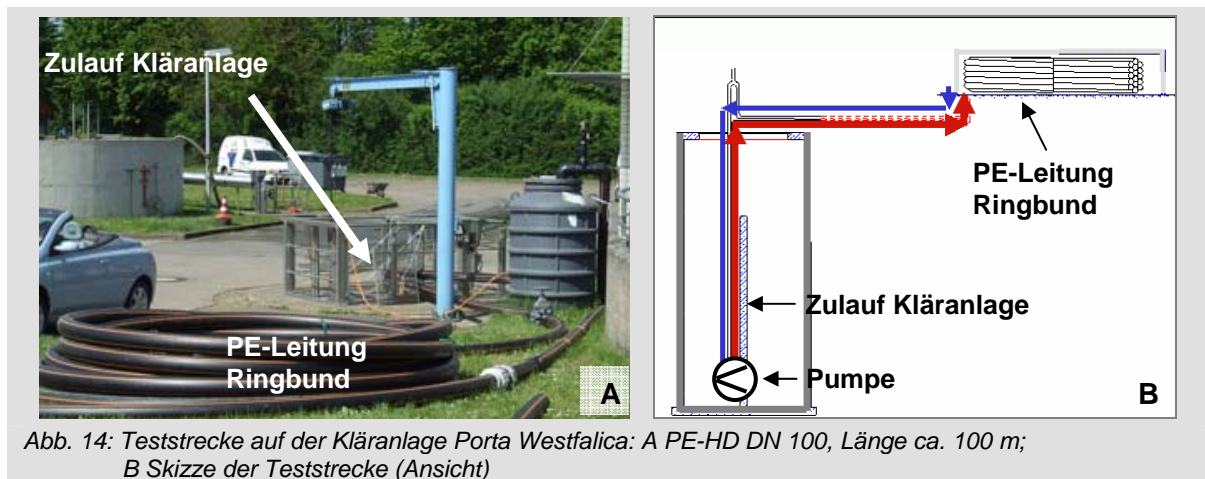 Zulauf Kläranlage
PE-Leitung
Ringbund
A
PE-Leitung
Ringbund
Zulauf Kläranlage
Pumpe
B
Abb. 14: Teststrecke auf der Kläranlage Porta Westfalica: A PE-HD DN 100, Länge ca. 100 m;
B Skizze der Teststrecke (Ansicht)